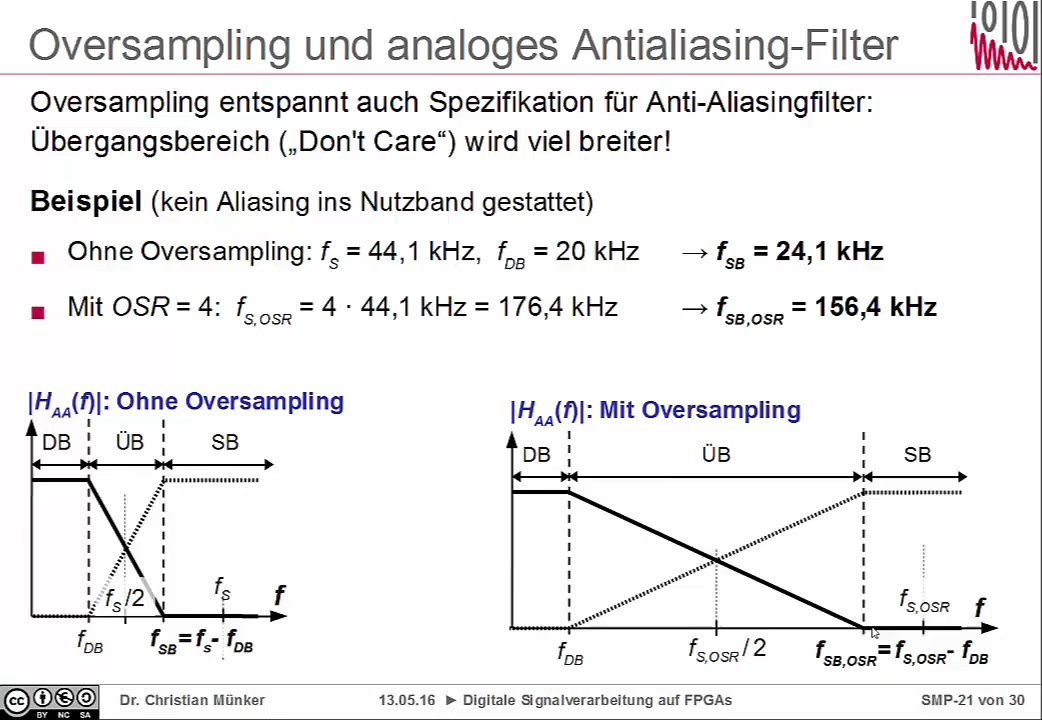 Oversampling und analoges Antialiasing-Filter
Oversampling entspannt auch Spezifikation für Anti-Aliasingfilter:
Übergangsbereich („Don't Care“) wird viel breiter!
Beispiel (kein Aliasing ins Nutzband gestattet)
Ohne Oversampling: fS = 44,1 kHz, fDB = 20 kHz → fSB = 24,1 kHz
Mit OSR = 4: fS,OSR = 4 · 44,1 kHz = 176,4 kHz → fSB,OSR = 156,4 kHz
|HAA(f)|: Ohne Oversampling
DB ÜB SB
fS/2 fS f
fDB fSB=fs- fDB
|HAA(f)|: Mit Oversampling
DB ÜB SB
fS,OSR f
fDB fS,OSR/2 fSB,OSR=fS,OSR- fDB
cc BY NC SA
Dr. Christian Münker 13.05.16 ► Digitale Signalverarbeitung auf FPGAs SMP-21 von 30